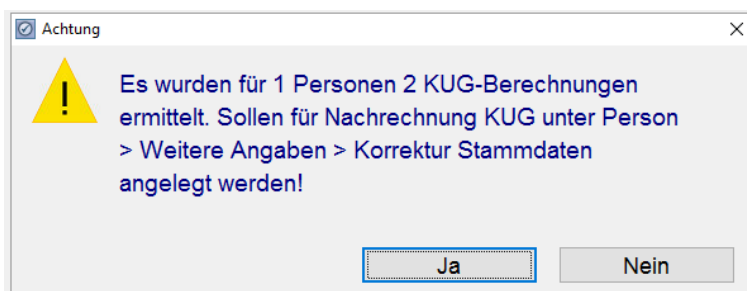 Achtung
Es wurden für 1 Personen 2 KUG-Berechnungen
ermittelt. Sollen für Nachrechnung KUG unter Person
> Weitere Angaben > Korrektur Stammdaten
angelegt werden!
Ja Nein